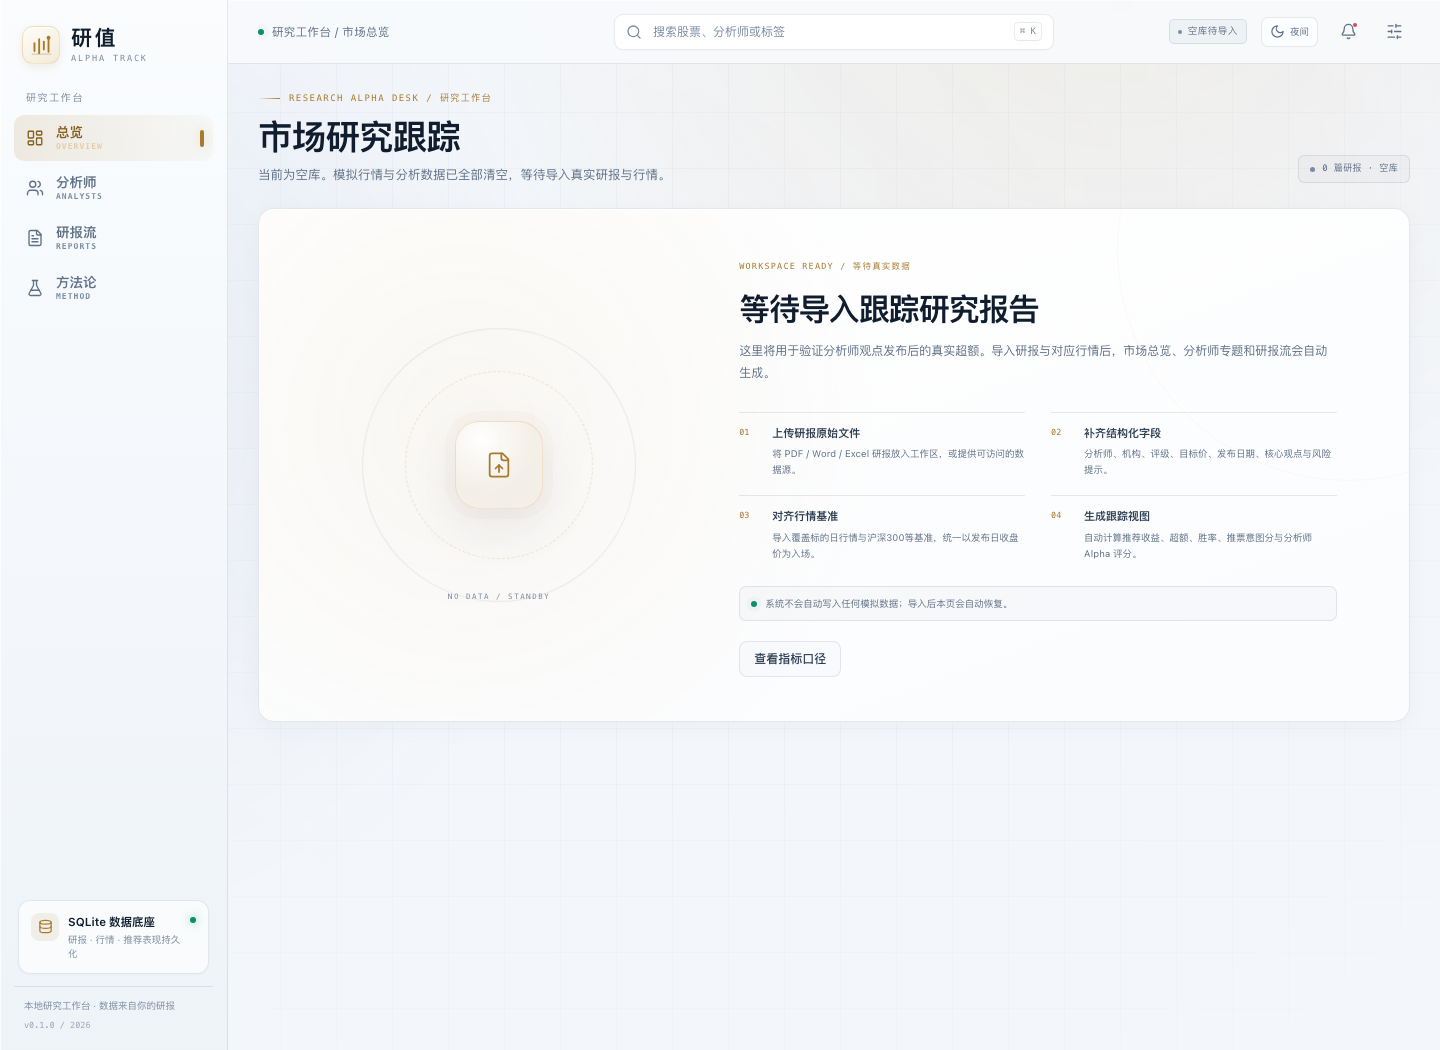 研值
ALPHA TRACK
研究工作台
总览
OVERVIEW
分析师
ANALYSTS
研报流
REPORTS
方法论
METHOD
SQLite 数据底座
研报 · 行情 · 推荐表现持久
化
本地研究工作台 · 数据来自你的研报
v0.1.0 / 2026
研究工作台 / 市场总览
搜索股票、分析师或标签
⌘ K
空库待导入
夜间
RESEARCH ALPHA DESK / 研究工作台
市场研究跟踪
当前为空库。模拟行情与分析数据已全部清空，等待导入真实研报与行情。
0 篇研报 · 空库
NO DATA / STANDBY
WORKSPACE READY / 等待真实数据
等待导入跟踪研究报告
这里将用于验证分析师观点发布后的真实超额。导入研报与对应行情后，市场总览、分析师专题和研报流会自动
生成。
01
上传研报原始文件
将 PDF / Word / Excel 研报放入工作区，或提供可访问的数
据源。
02
补齐结构化字段
分析师、机构、评级、目标价、发布日期、核心观点与风险
提示。
03
对齐行情基准
导入覆盖标的日行情与沪深300等基准，统一以发布日收盘
价为入场。
04
生成跟踪视图
自动计算推荐收益、超额、胜率、推票意图分与分析师
Alpha 评分。
系统不会自动写入任何模拟数据；导入后本页会自动恢复。
查看指标口径